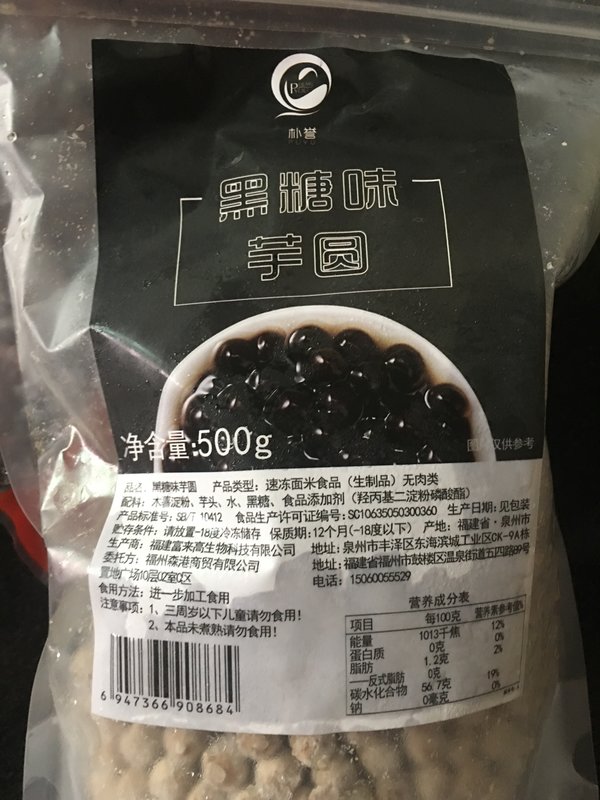 朴誉
PUYU
黑糖味
芋圆
净含量:500g
图片仅供参考
品名：黑糖味芋圆 产品类型：速冻面米食品（生制品）无肉类
配料：木薯淀粉、芋头、水、黑糖、食品添加剂（羟丙基二淀粉磷酸酯）
产品标准号：SB/T 10412 食品生产许可证编号：SC10635050300360 生产日期：见包装
贮存条件：请放置-18度冷冻储存 保质期：12个月(-18度以下) 产地：福建省·泉州市
生产商：福建富来高生物科技有限公司 地址：泉州市丰泽区东海滨城工业区CK-9A栋
委托方：福州森港商贸有限公司 地址：福建省福州市鼓楼区温泉街道五四路89号
置地广场10层02室C区 电话：15060055529
食用方法：进一步加工食用
注意事项：1、三周岁以下儿童请勿食用！
2、本品未煮熟请勿食用！
营养成分表
项目 每100克 营养素参考值%
能量 1013千焦 12%
蛋白质 0克 0%
脂肪 1.2克 2%
——反式脂肪 0克
碳水化合物 56.7克 19%
钠 0毫克 0%
6 947366 908684